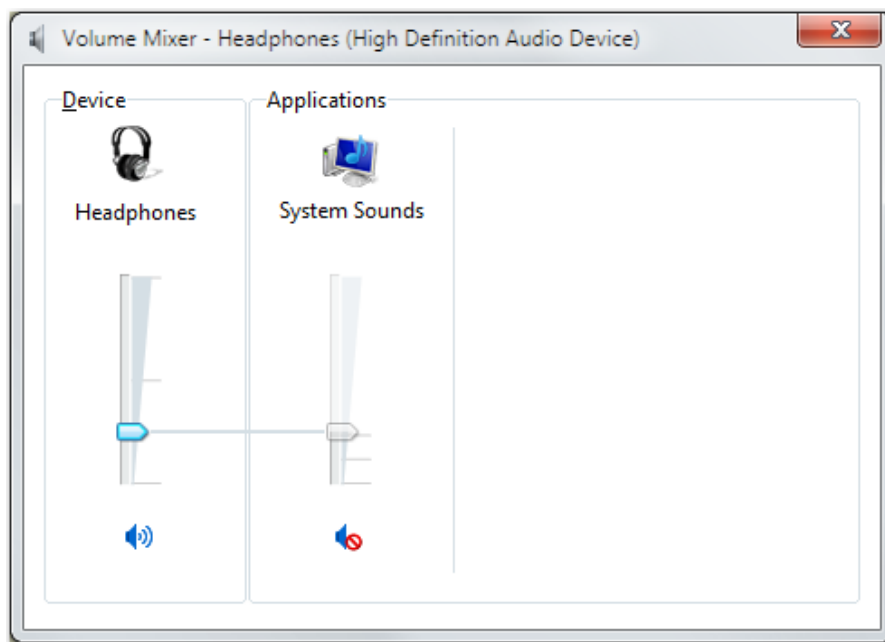 Volume Mixer - Headphones (High Definition Audio Device)
Device
Applications
Headphones
System Sounds